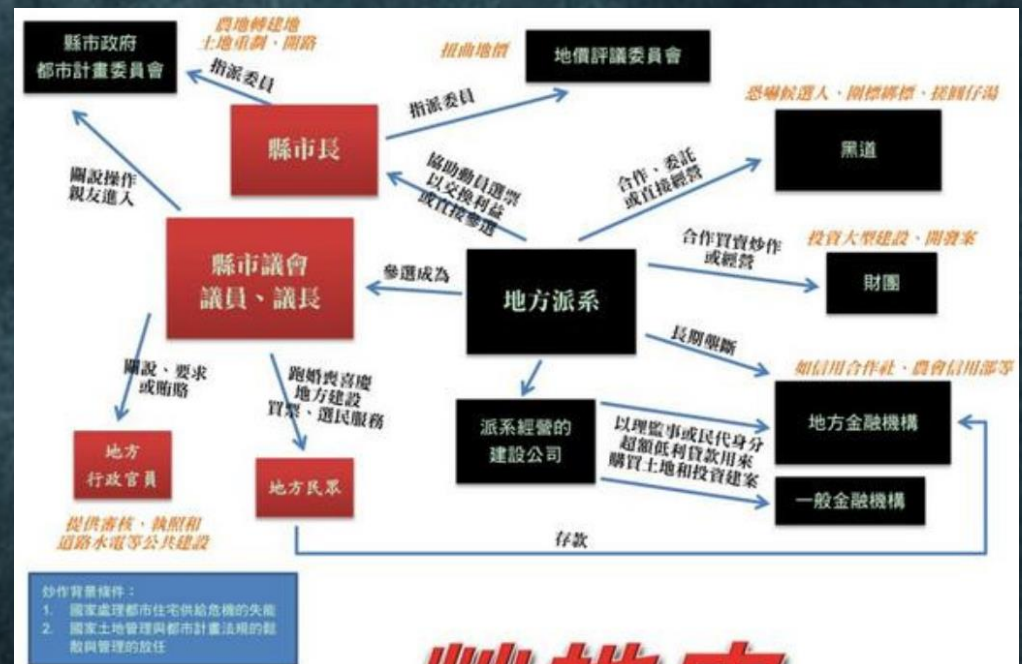 農地轉建地
土地重劃、開路
縣市政府
都市計畫委員會
指派委員
扭曲地價
地價評議委員會
指派委員
縣市長
恐嚇候選人、圍標綁標、搓圓仔湯
黑道
關說操作
親友進入
協助動員選票
以交換利益
或直接參選
合作、委託
或直接經營
縣市議會
議員、議長
參選成為
地方派系
合作買賣炒作
或經營
投資大型建設、開發案
財團
長期壟斷
如信用合作社、農會信用部等
地方金融機構
關說、要求
或賄賂
跑婚喪喜慶
地方建設
買票、選民服務
派系經營的
建設公司
以理監事或民代身分
超額低利貸款用來
購買土地和投資建案
一般金融機構
地方
行政官員
地方民眾
提供審核、執照和
道路水電等公共建設
存款
炒作背景條件：
1. 國家處理都市住宅供給危機的失能
2. 國家土地管理與都市計畫法規的鬆
散與管理的放任